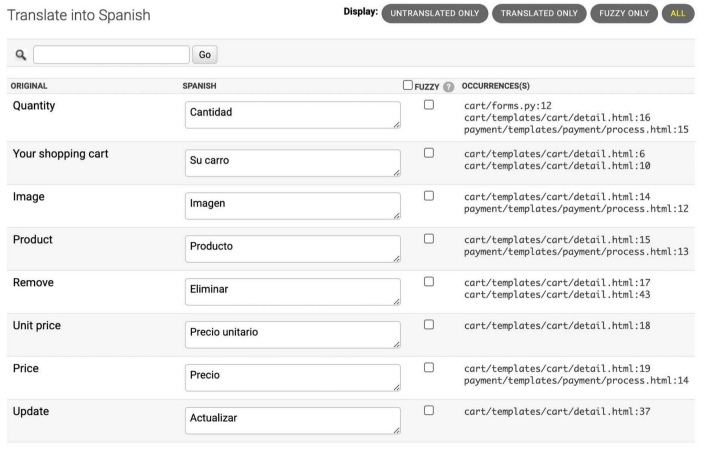 Translate into Spanish
Display: UNTRANSLATED ONLY TRANSLATED ONLY FUZZY ONLY ALL
Go
ORIGINAL SPANISH FUZZY ? OCCURRENCES(S)
Quantity Cantidad cart/forms.py:12
cart/templates/cart/detail.html:16
payment/templates/payment/process.html:15
Your shopping cart Su carro cart/templates/cart/detail.html:6
cart/templates/cart/detail.html:10
Image Imagen cart/templates/cart/detail.html:14
payment/templates/payment/process.html:12
Product Producto cart/templates/cart/detail.html:15
payment/templates/payment/process.html:13
Remove Eliminar cart/templates/cart/detail.html:17
cart/templates/cart/detail.html:43
Unit price Precio unitario cart/templates/cart/detail.html:18
Price Precio cart/templates/cart/detail.html:19
payment/templates/payment/process.html:14
Update Actualizar cart/templates/cart/detail.html:37